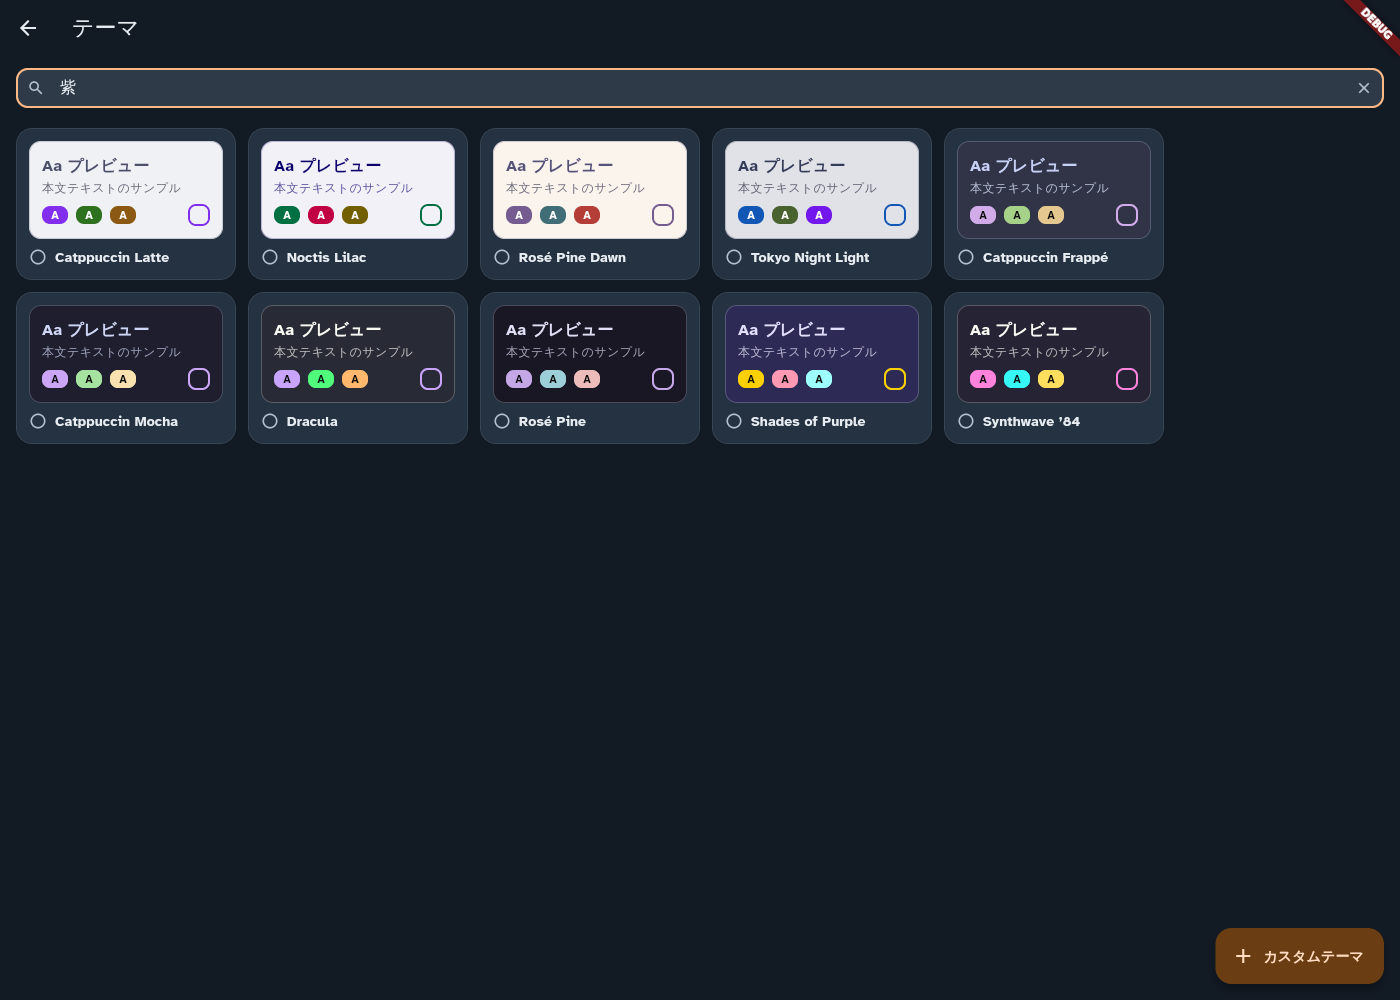 テーマ
DEBUG
紫
Aa プレビュー
本文テキストのサンプル
A A A
Catppuccin Latte
Aa プレビュー
本文テキストのサンプル
A A A
Noctis Lilac
Aa プレビュー
本文テキストのサンプル
A A A
Rosé Pine Dawn
Aa プレビュー
本文テキストのサンプル
A A A
Tokyo Night Light
Aa プレビュー
本文テキストのサンプル
A A A
Catppuccin Frappé
Aa プレビュー
本文テキストのサンプル
A A A
Catppuccin Mocha
Aa プレビュー
本文テキストのサンプル
A A A
Dracula
Aa プレビュー
本文テキストのサンプル
A A A
Rosé Pine
Aa プレビュー
本文テキストのサンプル
A A A
Shades of Purple
Aa プレビュー
本文テキストのサンプル
A A A
Synthwave ’84
カスタムテーマ